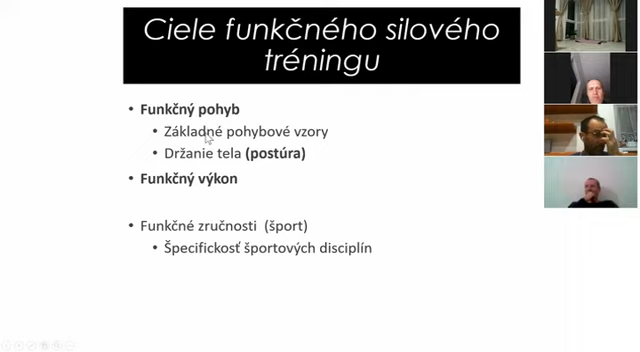 Ciele funkčného silového
tréningu
• Funkčný pohyb
• Základné pohybové vzory
• Držanie tela (postúra)
• Funkčný výkon
• Funkčné zručnosti (šport)
• Špecifickosť športových disciplín